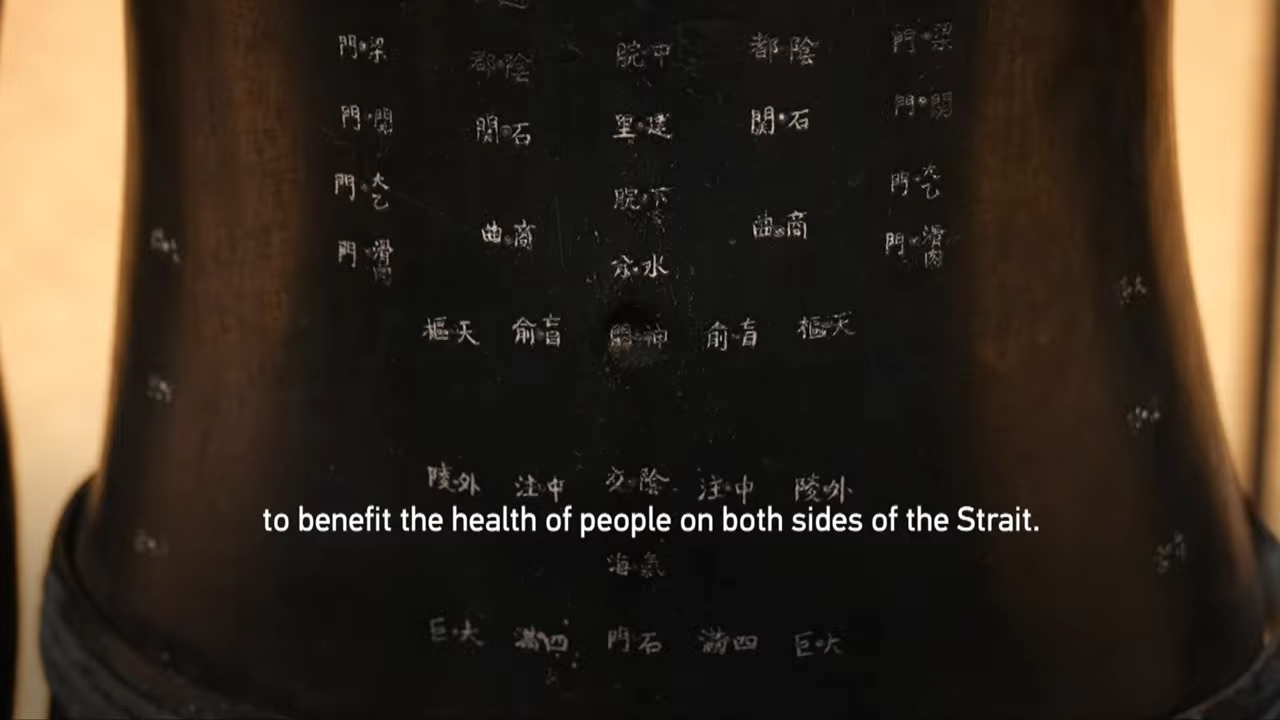 門·梁 都·陰 脘·中 都·陰 門·梁
門·關 關·石 里·建 關·石 門·關
門·太乙 脘·下 門·太乙
門·滑肉 曲·商 曲·商 門·滑肉
分·水
樞·天 俞·肓 闕·神 俞·肓 樞·天
陵·外 注·中 交·陰 注·中 陵·外
to benefit the health of people on both sides of the Strait.
海·氣
巨·大 滿·四 門·石 滿·四 巨·大